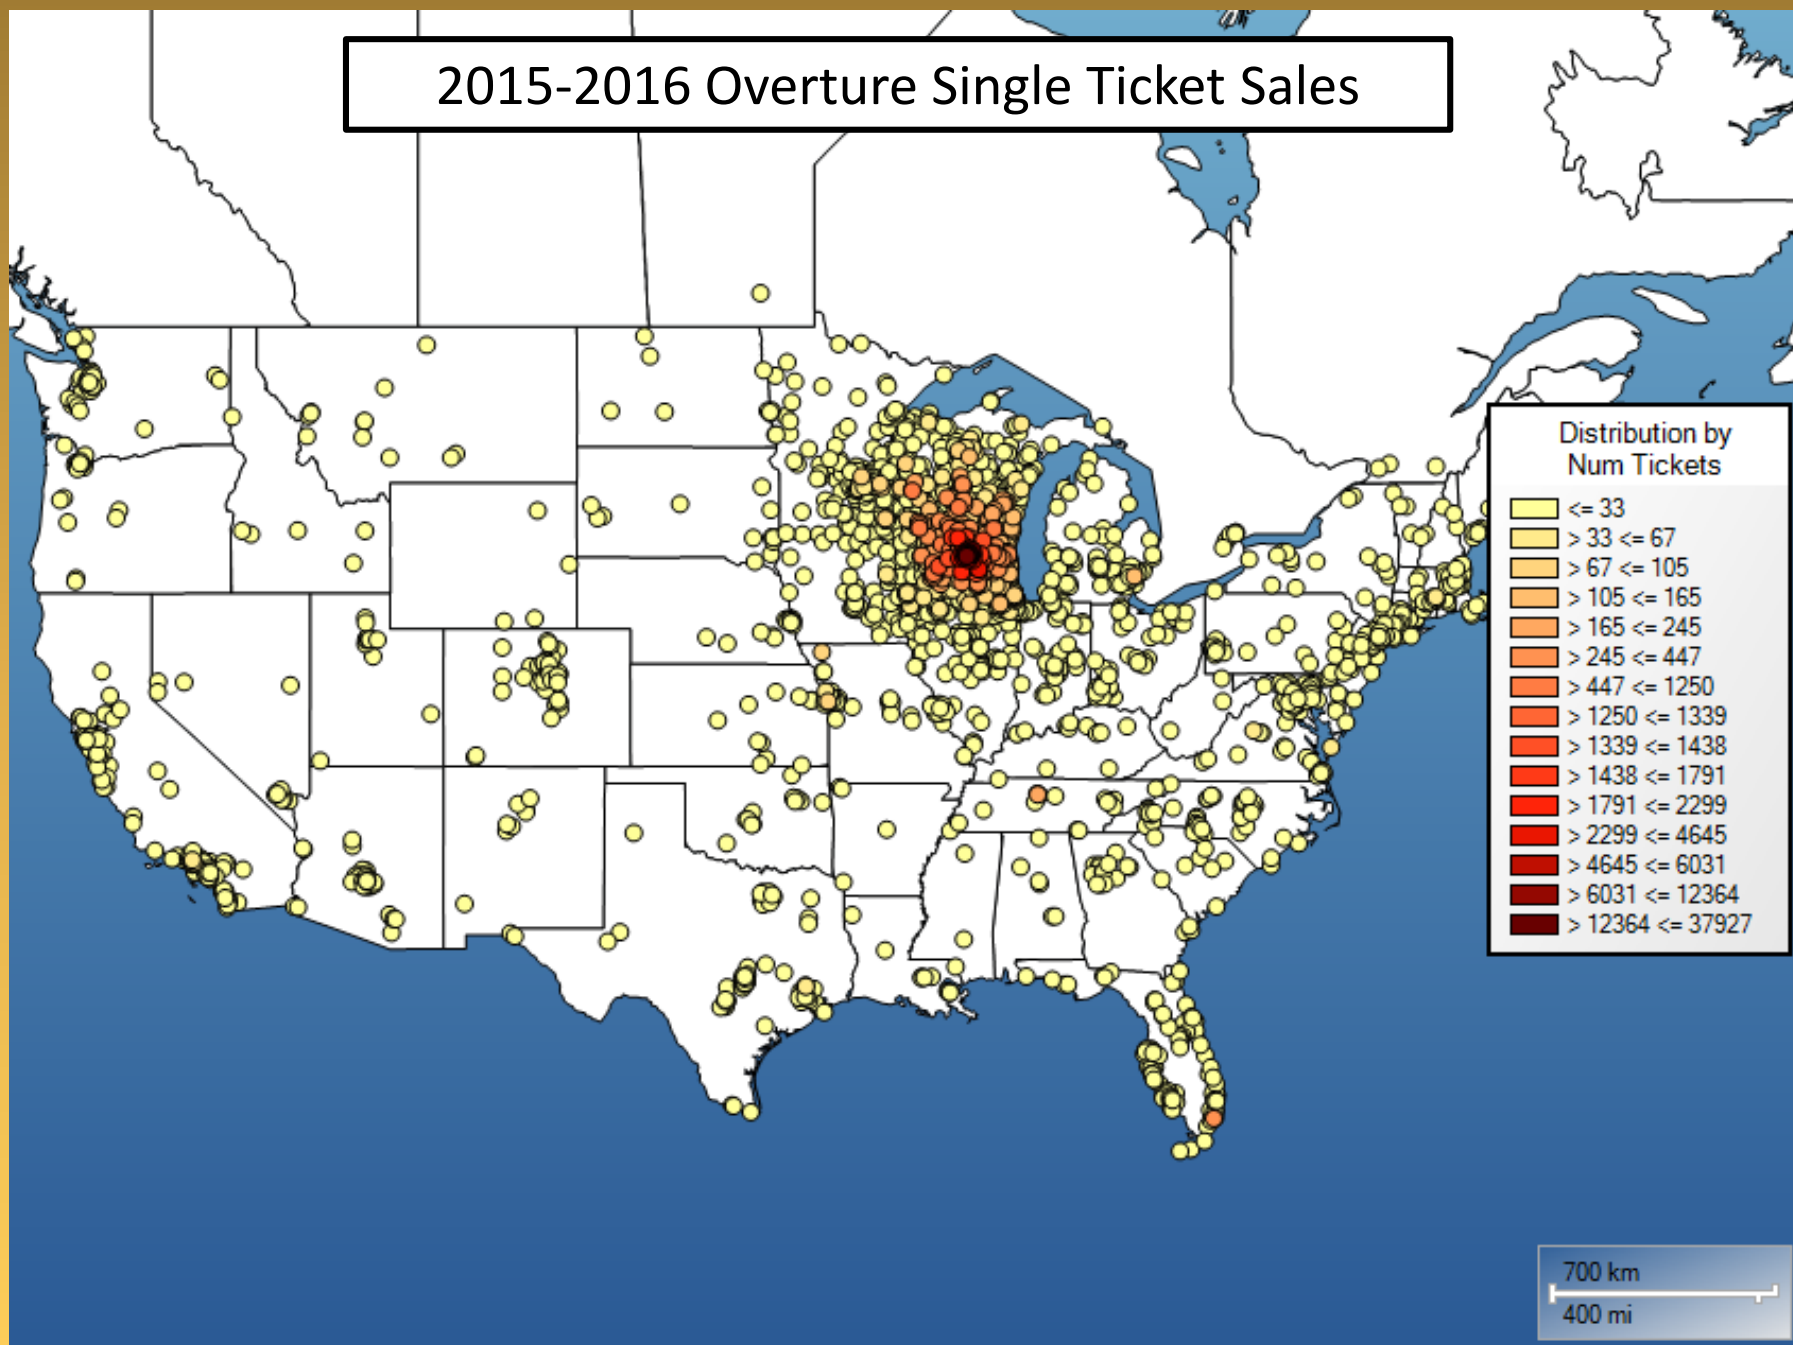 2015-2016 Overture Single Ticket Sales
Distribution by
Num Tickets
<= 33
> 33 <= 67
> 67 <= 105
> 105 <= 165
> 165 <= 245
> 245 <= 447
> 447 <= 1250
> 1250 <= 1339
> 1339 <= 1438
> 1438 <= 1791
> 1791 <= 2299
> 2299 <= 4645
> 4645 <= 6031
> 6031 <= 12364
> 12364 <= 37927
700 km
400 mi